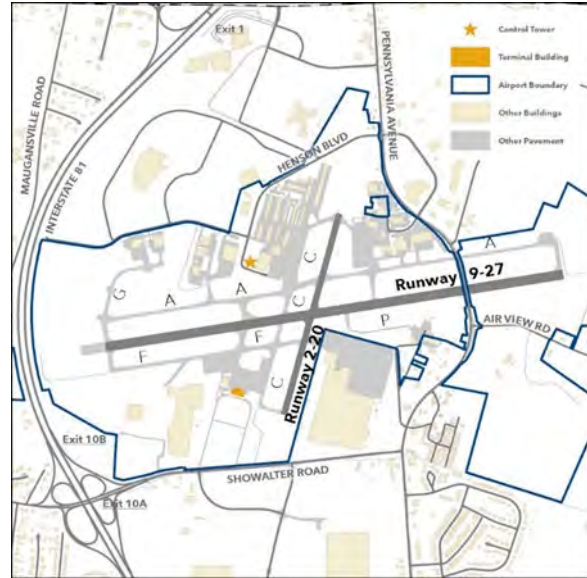 Exit 1
MAUGANSVILLE ROAD
INTERSTATE 81
PENNSYLVANIA AVENUE
HENSON BLVD
Control Tower
Terminal Building
Airport Boundary
Other Buildings
Other Pavement
G
A
A
C
C
A
Runway 9-27
F
F
P
C
Runway 2-20
AIR VIEW RD
Exit 10B
SHOWALTER ROAD
Exit 10A